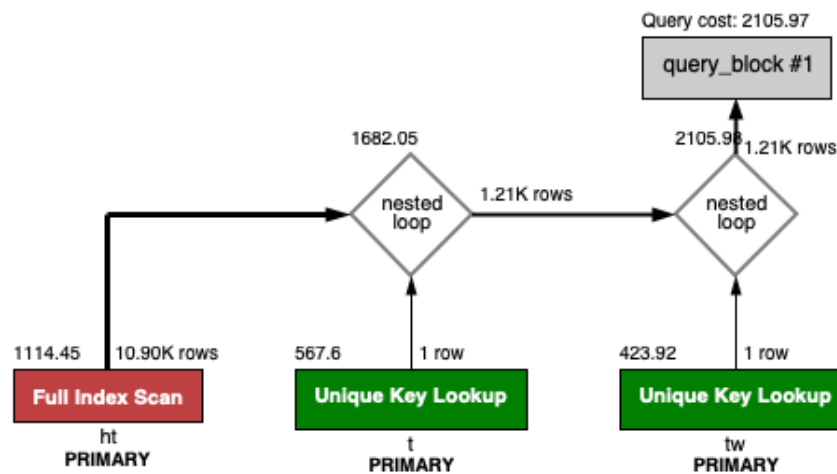 Query cost: 2105.97
query_block #1
1682.05
2105.98
1.21K rows
nested
loop
1.21K rows
nested
loop
1114.45
10.90K rows
567.6
1 row
423.92
1 row
Full Index Scan
Unique Key Lookup
Unique Key Lookup
ht
t
tw
PRIMARY
PRIMARY
PRIMARY